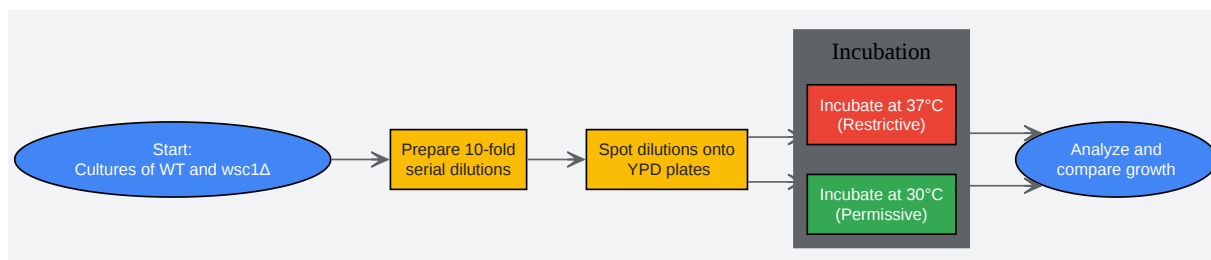 Start:
Cultures of WT and wsc1Δ
Prepare 10-fold
serial dilutions
Spot dilutions onto
YPD plates
Incubation
Incubate at 37°C
(Restrictive)
Incubate at 30°C
(Permissive)
Analyze and
compare growth